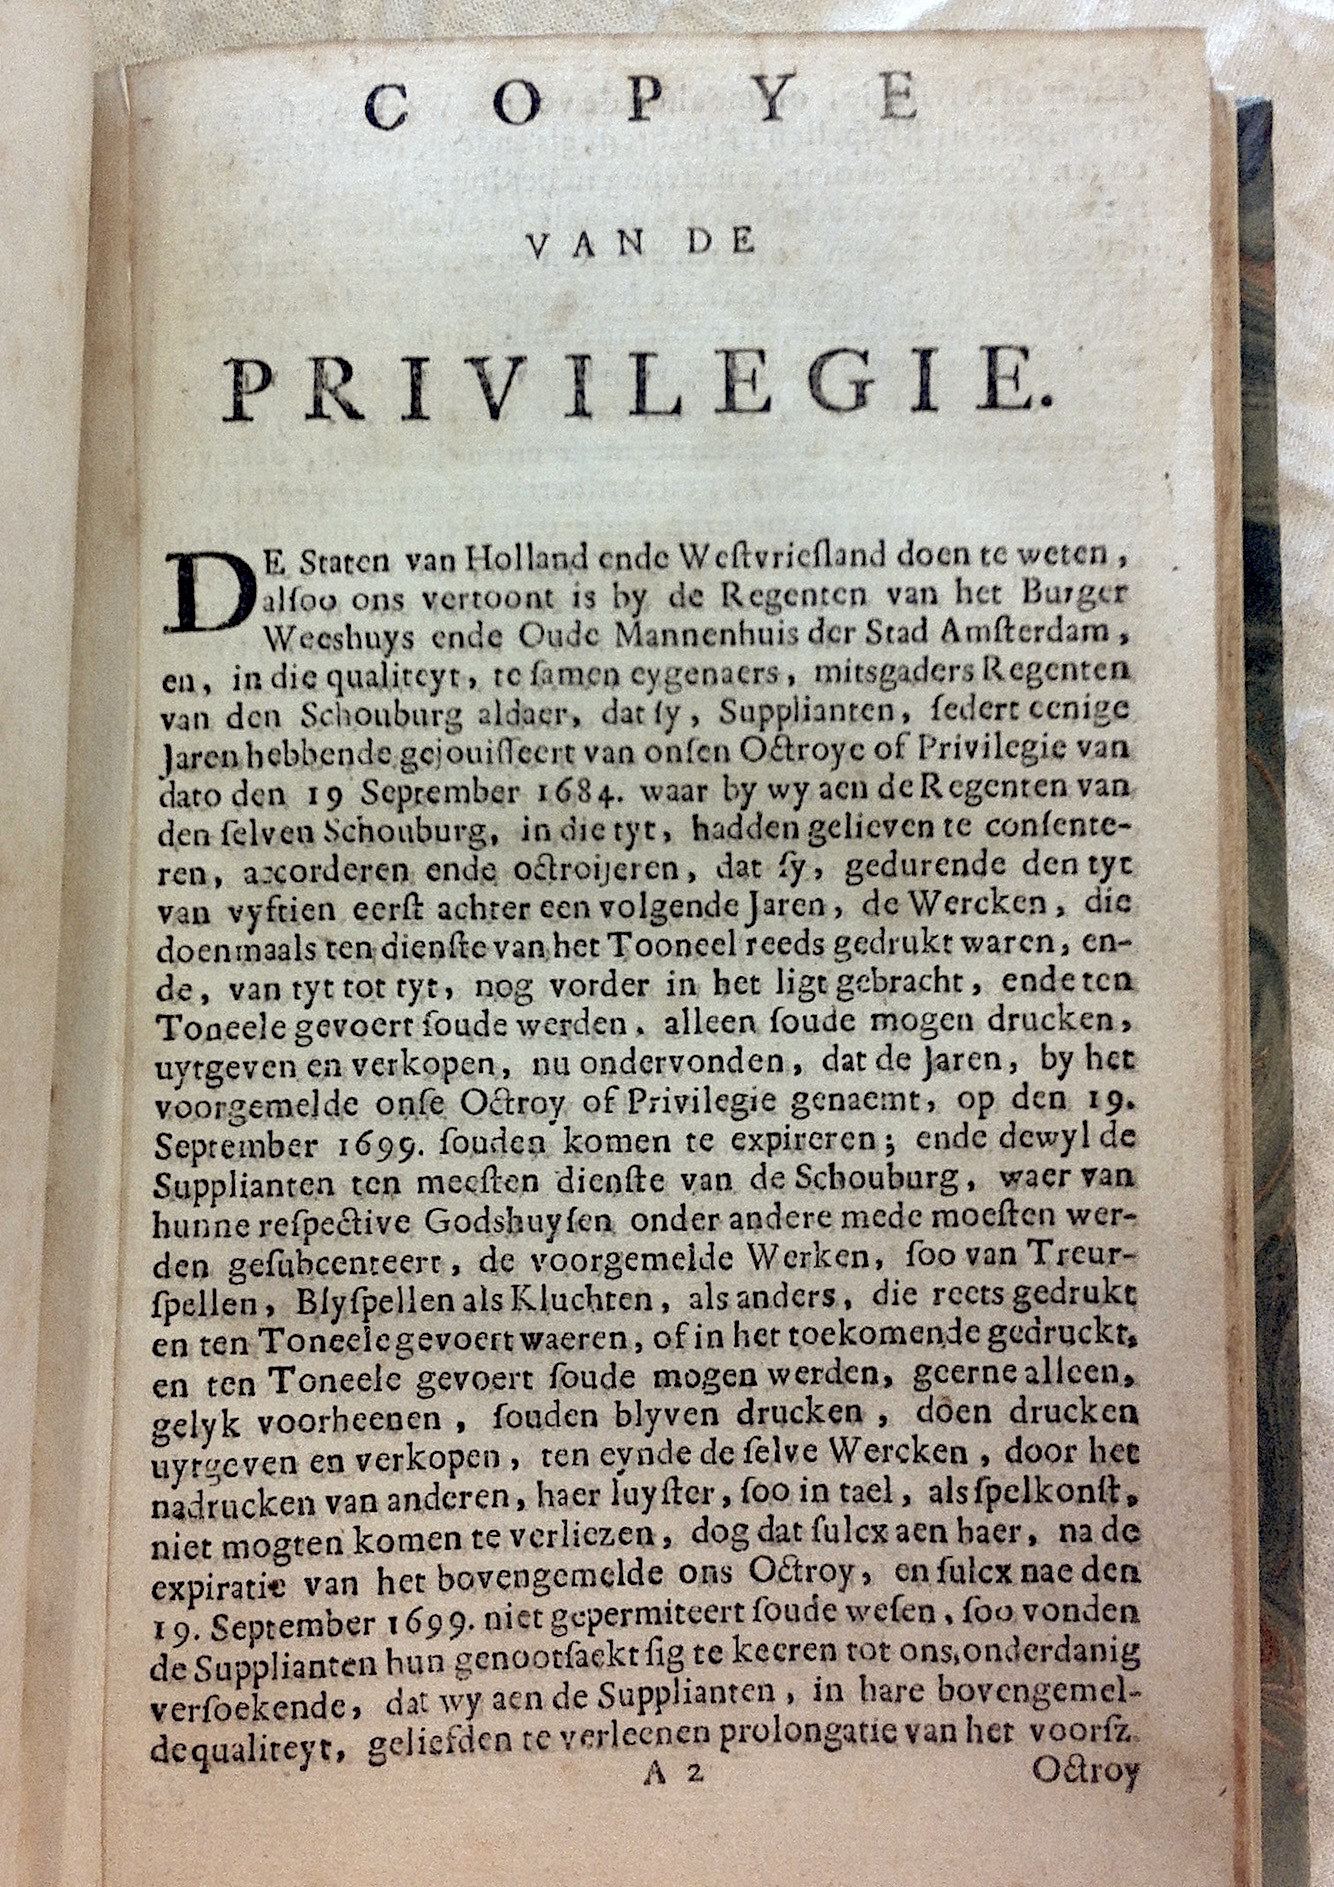 COPYE
VAN DE
PRIVILEGIE.
DE Staten van Holland ende Weſtvrieſland doen te weten,
alſoo ons vertoont is by de Regenten van het Burger
Weeshuys ende Oude Mannenhuis der Stad Amſterdam,
en, in die qualiteyt, te ſamen eygenaers, mitsgaders Regenten
van den Schouburg aldaer, dat ſy, Supplianten, ſedert eenige
Jaren hebbende gejouiſſeert van onſen Octroye of Privilegie van
dato den 19 September 1684. waar by wy aen de Regenten van
den ſelven Schouburg, in die tyt, hadden gelieven te conſente-
ren, accorderen ende octroijeren, dat ſy, gedurende den tyt
van vyftien eerſt achter een volgende Jaren, de Wercken, die
doenmaals ten dienſte van het Tooneel reeds gedrukt waren, en-
de, van tyt tot tyt, nog vorder in het ligt gebracht, ende ten
Toneele gevoert ſoude werden, alleen ſoude mogen drucken,
uytgeven en verkopen, nu ondervonden, dat de Jaren, by het
voorgemelde onſe Octroy of Privilegie genaemt, op den 19.
September 1699. ſouden komen te expireren; ende dewyl de
Supplianten ten meeſten dienſte van de Schouburg, waer van
hunne reſpective Godshuyſen onder andere mede moeſten wer-
den geſubcenteert, de voorgemelde Werken, ſoo van Treur-
ſpellen, Blyſpellen als Kluchten, als anders, die reets gedrukt
en ten Toneele gevoert waeren, of in het toekomende gedruckt,
en ten Toneele gevoert ſoude mogen werden, geerne alleen,
gelyk voorheenen, ſouden blyven drucken, doen drucken
uytgeven en verkopen, ten eynde de ſelve Wercken, door het
nadrucken van anderen, haer luyſter, ſoo in tael, als ſpelkonſt,
niet mogten komen te verliezen, dog dat ſulcx aen haer, na de
expiratie van het bovengemelde ons Octroy, en ſulcx nae den
19. September 1699. niet gepermiteert ſoude weſen, ſoo vonden
de Supplianten hun genootſaekt ſig te keeren tot ons, onderdanig
verſoekende, dat wy aen de Supplianten, in hare bovengemel-
de qualiteyt, geliefden te verleenen prolongatie van het voorſz.
A 2 Octroy